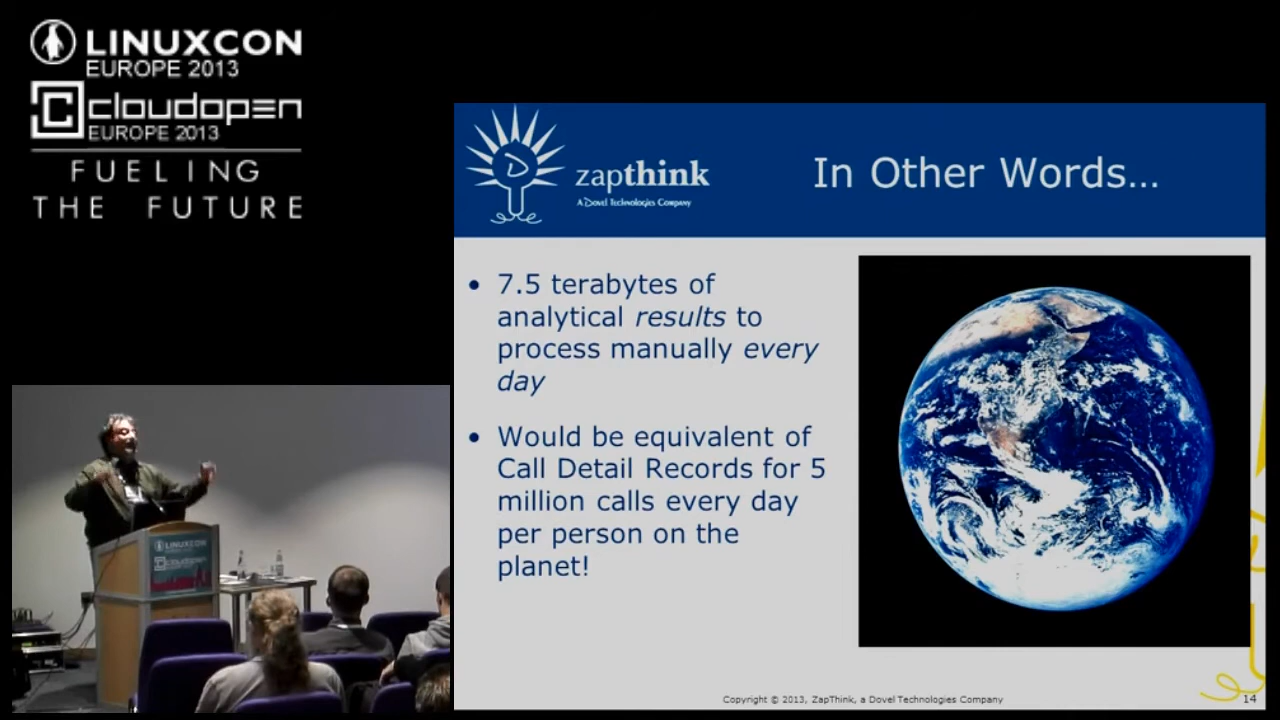 LINUXCON
EUROPE 2013
cloudopen
EUROPE 2013
FUELING
THE FUTURE
zapthink
A Dovel Technologies Company
In Other Words…
• 7.5 terabytes of
analytical results to
process manually every
day
• Would be equivalent of
Call Detail Records for 5
million calls every day
per person on the
planet!
Copyright © 2013, ZapThink, a Dovel Technologies Company
14
LINUXCON
cloudopen